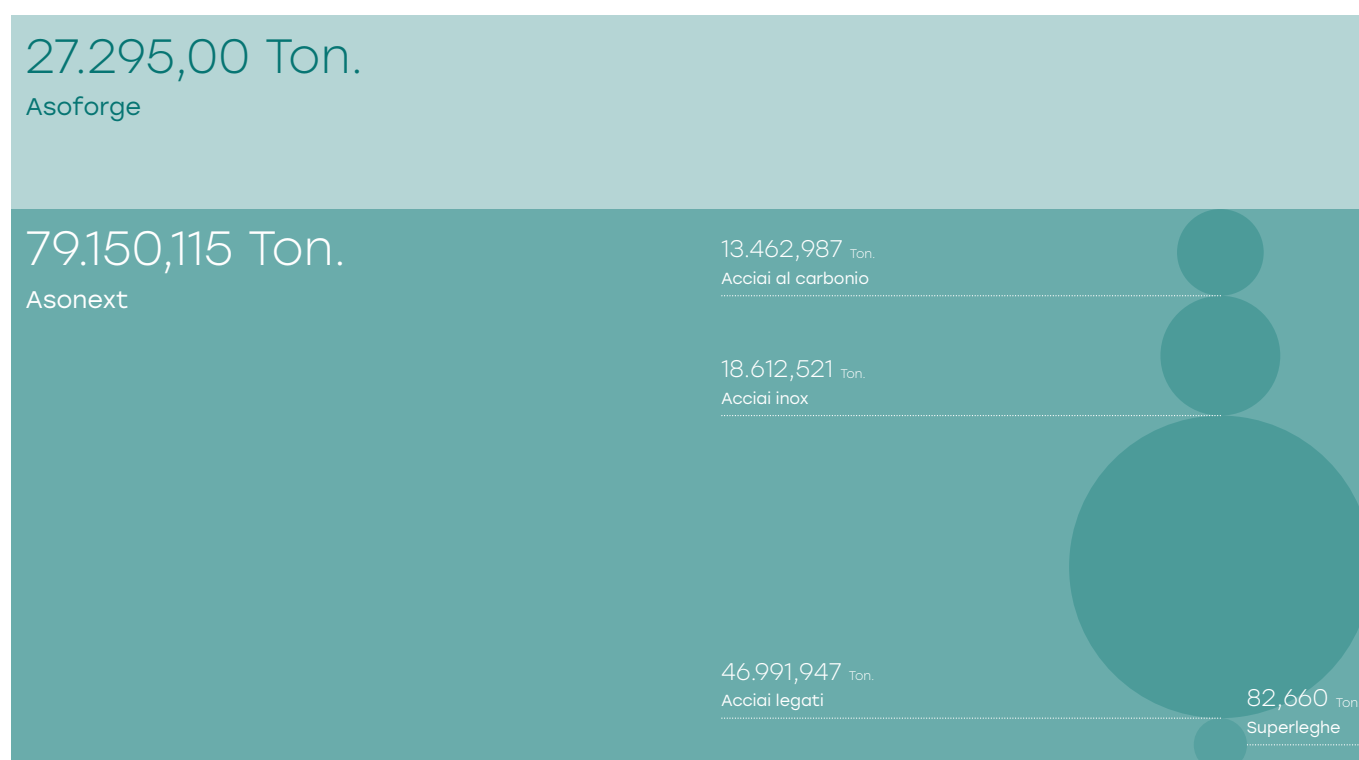 27.295,00 Ton.
Asoforge
79.150,115 Ton.
Asonext
13.462,987 Ton.
Acciai al carbonio
18.612,521 Ton.
Acciai inox
46.991,947 Ton.
Acciai legati
82,660 Ton
Superleghe